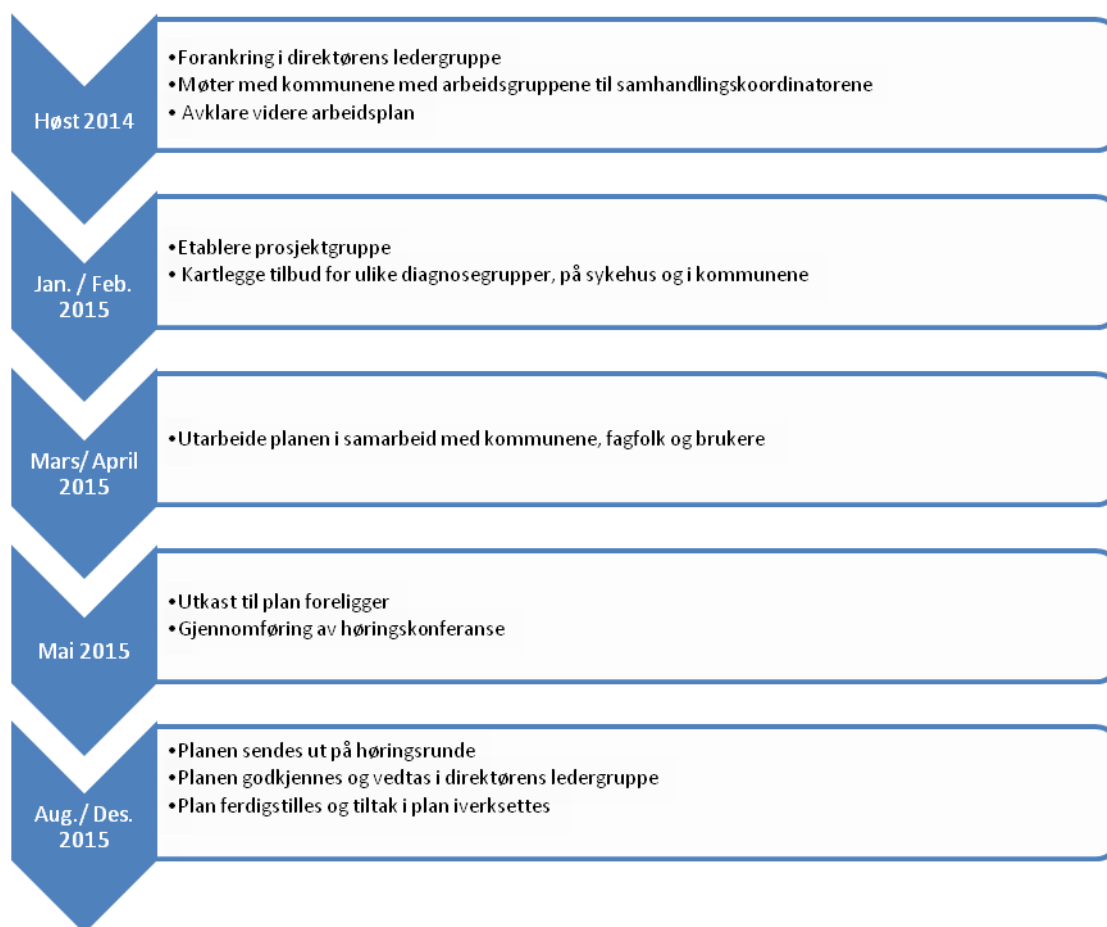 Høst 2014
•Forankring i direktørens ledergruppe
•Møter med kommunene med arbeidsgruppene til samhandlingskoordinatorene
• Avklare videre arbeidsplan
Jan. / Feb.
2015
•Etablere prosjektgruppe
• Kartlegge tilbud for ulike diagnosegrupper, på sykehus og i kommunene
Mars/ April
2015
•Utarbeide planen i samarbeid med kommunene, fagfolk og brukere
Mai 2015
•Utkast til plan foreligger
•Gjennomføring av høringskonferanse
Aug./ Des.
2015
•Planen sendes ut på høringsrunde
•Planen godkjennes og vedtas i direktørens ledergruppe
•Plan ferdigstilles og tiltak i plan iverksettes